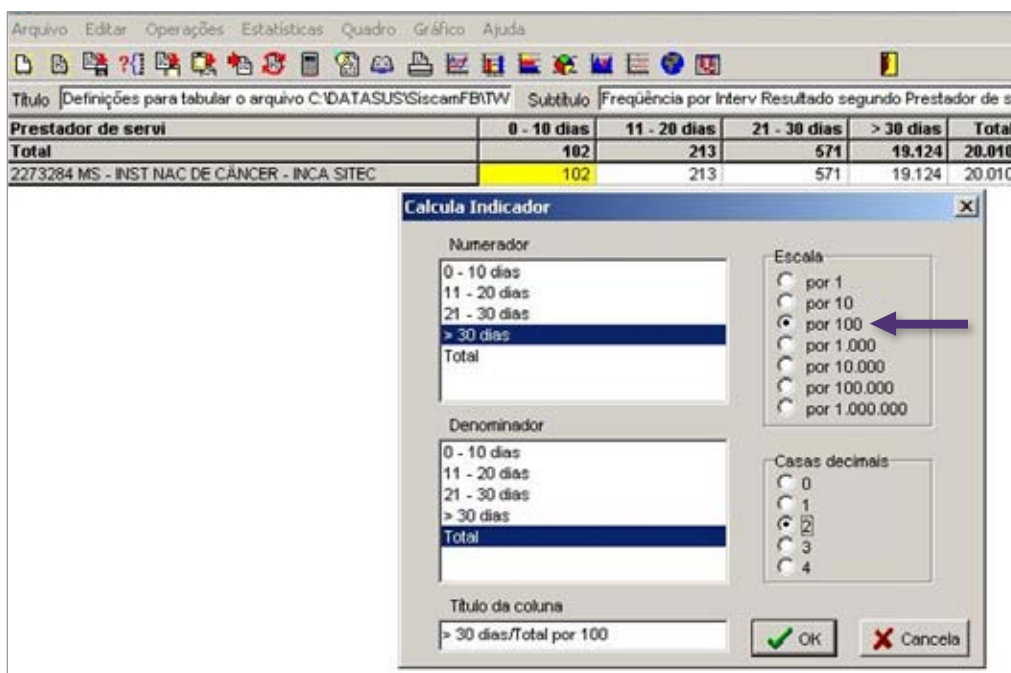 Arquivo Editar Operações Estatísticas Quadro Gráfico Ajuda
Título Definições para tabular o arquivo C:\DATASUS\SiscamFB\TW Subtítulo Freqüência por Interv Resultado segundo Prestador de s
Prestador de servi 0 - 10 dias 11 - 20 dias 21 - 30 dias > 30 dias Total
Total 102 213 571 19.124 20.010
2273284 MS - INST NAC DE CÂNCER - INCA SITEC 102 213 571 19.124 20.010
Calcula Indicador
Numerador
0 - 10 dias
11 - 20 dias
21 - 30 dias
> 30 dias
Total
Escala
por 1
por 10
por 100
por 1.000
por 10.000
por 100.000
por 1.000.000
Denominador
0 - 10 dias
11 - 20 dias
21 - 30 dias
> 30 dias
Total
Casas decimais
0
1
2
3
4
Título da coluna
> 30 dias/Total por 100
OK
Cancela